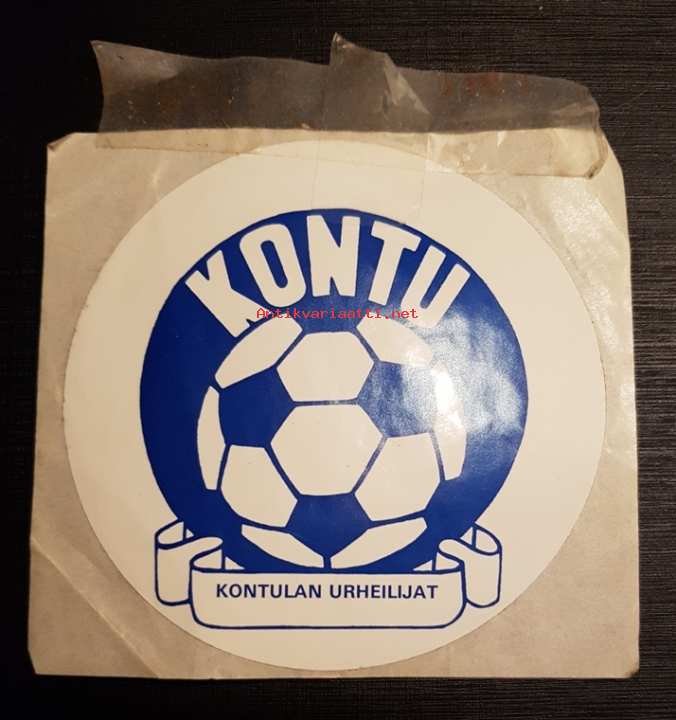 KONTU
Antikvariaatti.net
KONTULAN URHEILIJAT